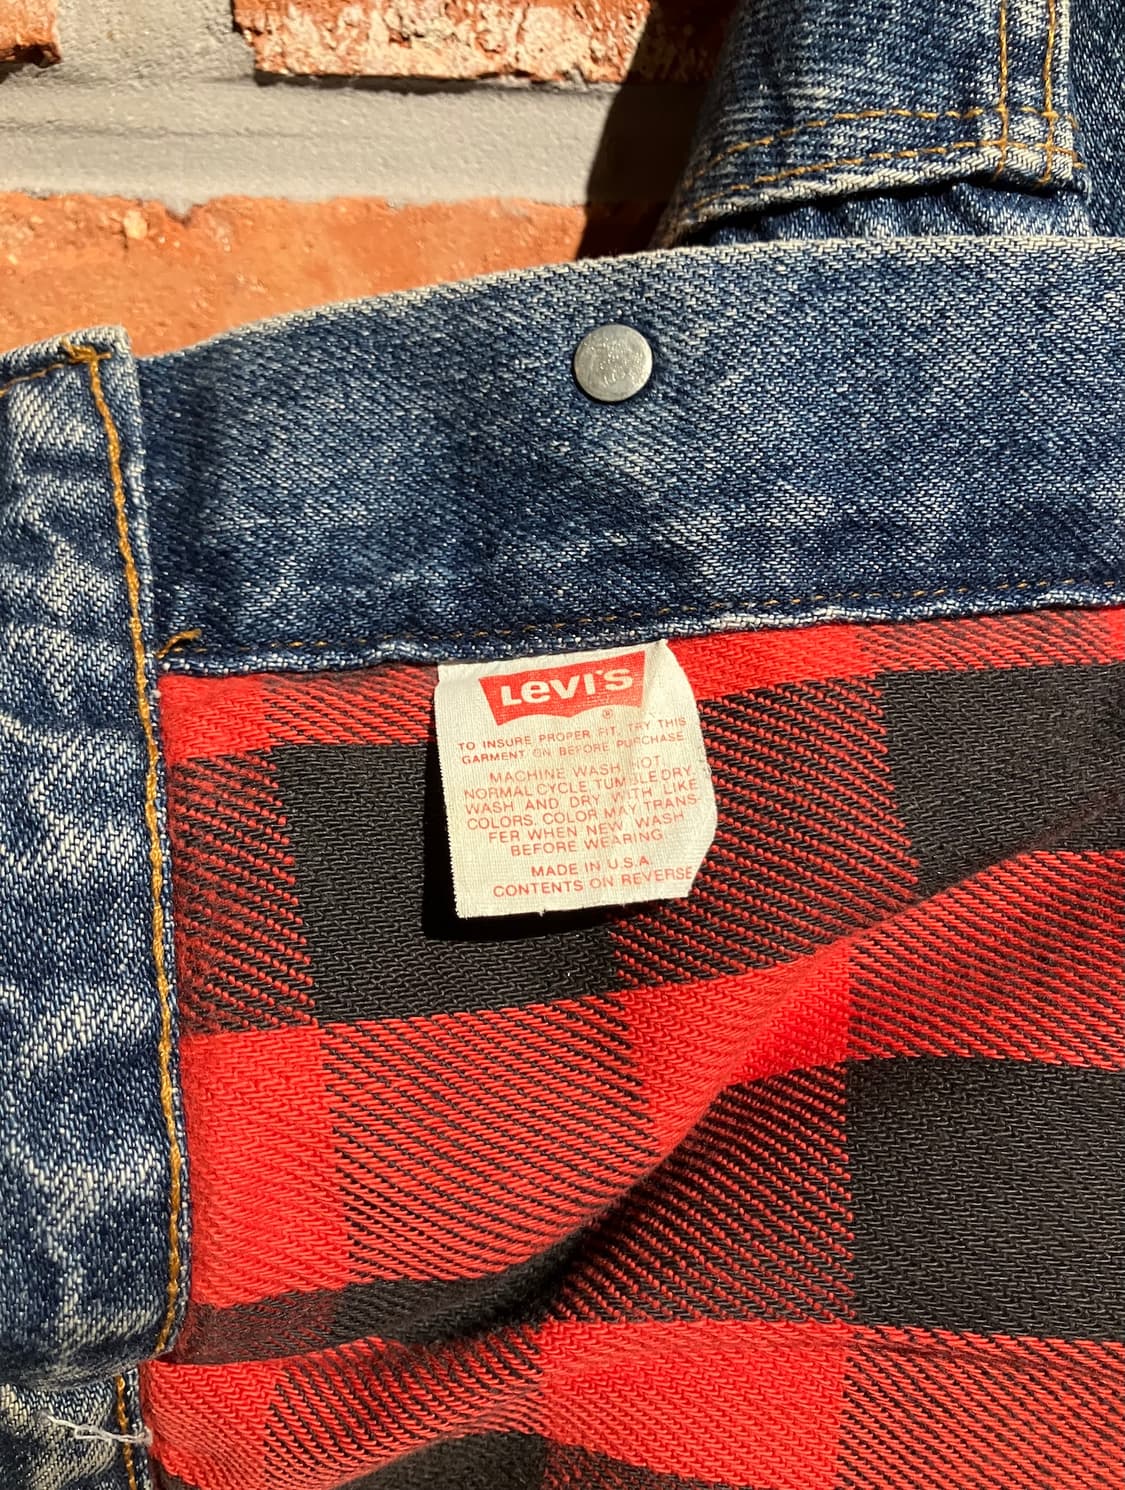 Levi's
®
TO INSURE PROPER FIT, TRY THIS
GARMENT ON BEFORE PURCHASE.
MACHINE WASH HOT
NORMAL CYCLE, TUMBLE DRY.
WASH AND DRY WITH LIKE
COLORS. COLOR MAY TRANS-
FER WHEN NEW, WASH
BEFORE WEARING.
MADE IN U.S.A.
CONTENTS ON REVERSE